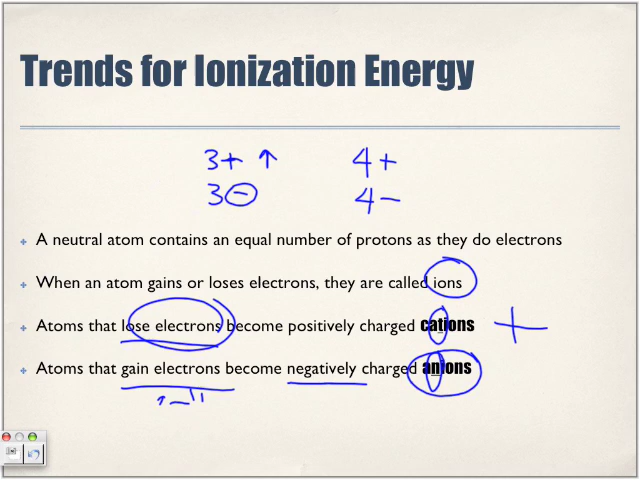 Trends for Ionization Energy
3+ ↑ 4+
3- 4-
A neutral atom contains an equal number of protons as they do electrons
When an atom gains or loses electrons, they are called ions
Atoms that lose electrons become positively charged cations +
Atoms that gain electrons become negatively charged anions